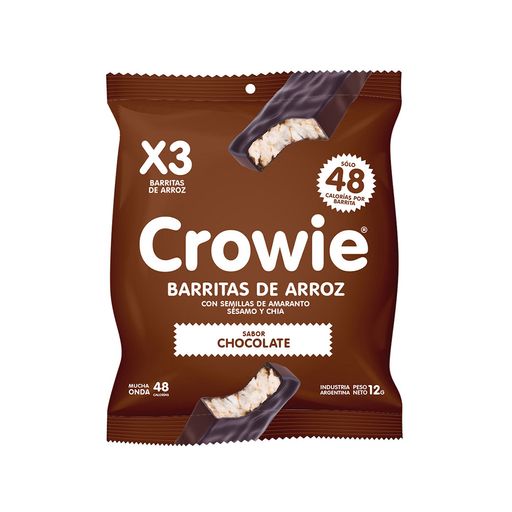 X3
BARRITAS
DE ARROZ
SÓLO
48
CALORÍAS POR
BARRITA
Crowie®
BARRITAS DE ARROZ
CON SEMILLAS DE AMARANTO
SÉSAMO Y CHIA
SABOR
CHOCOLATE
MUCHA
ONDA
48
CALORÍAS
INDUSTRIA
ARGENTINA
PESO
NETO
12G